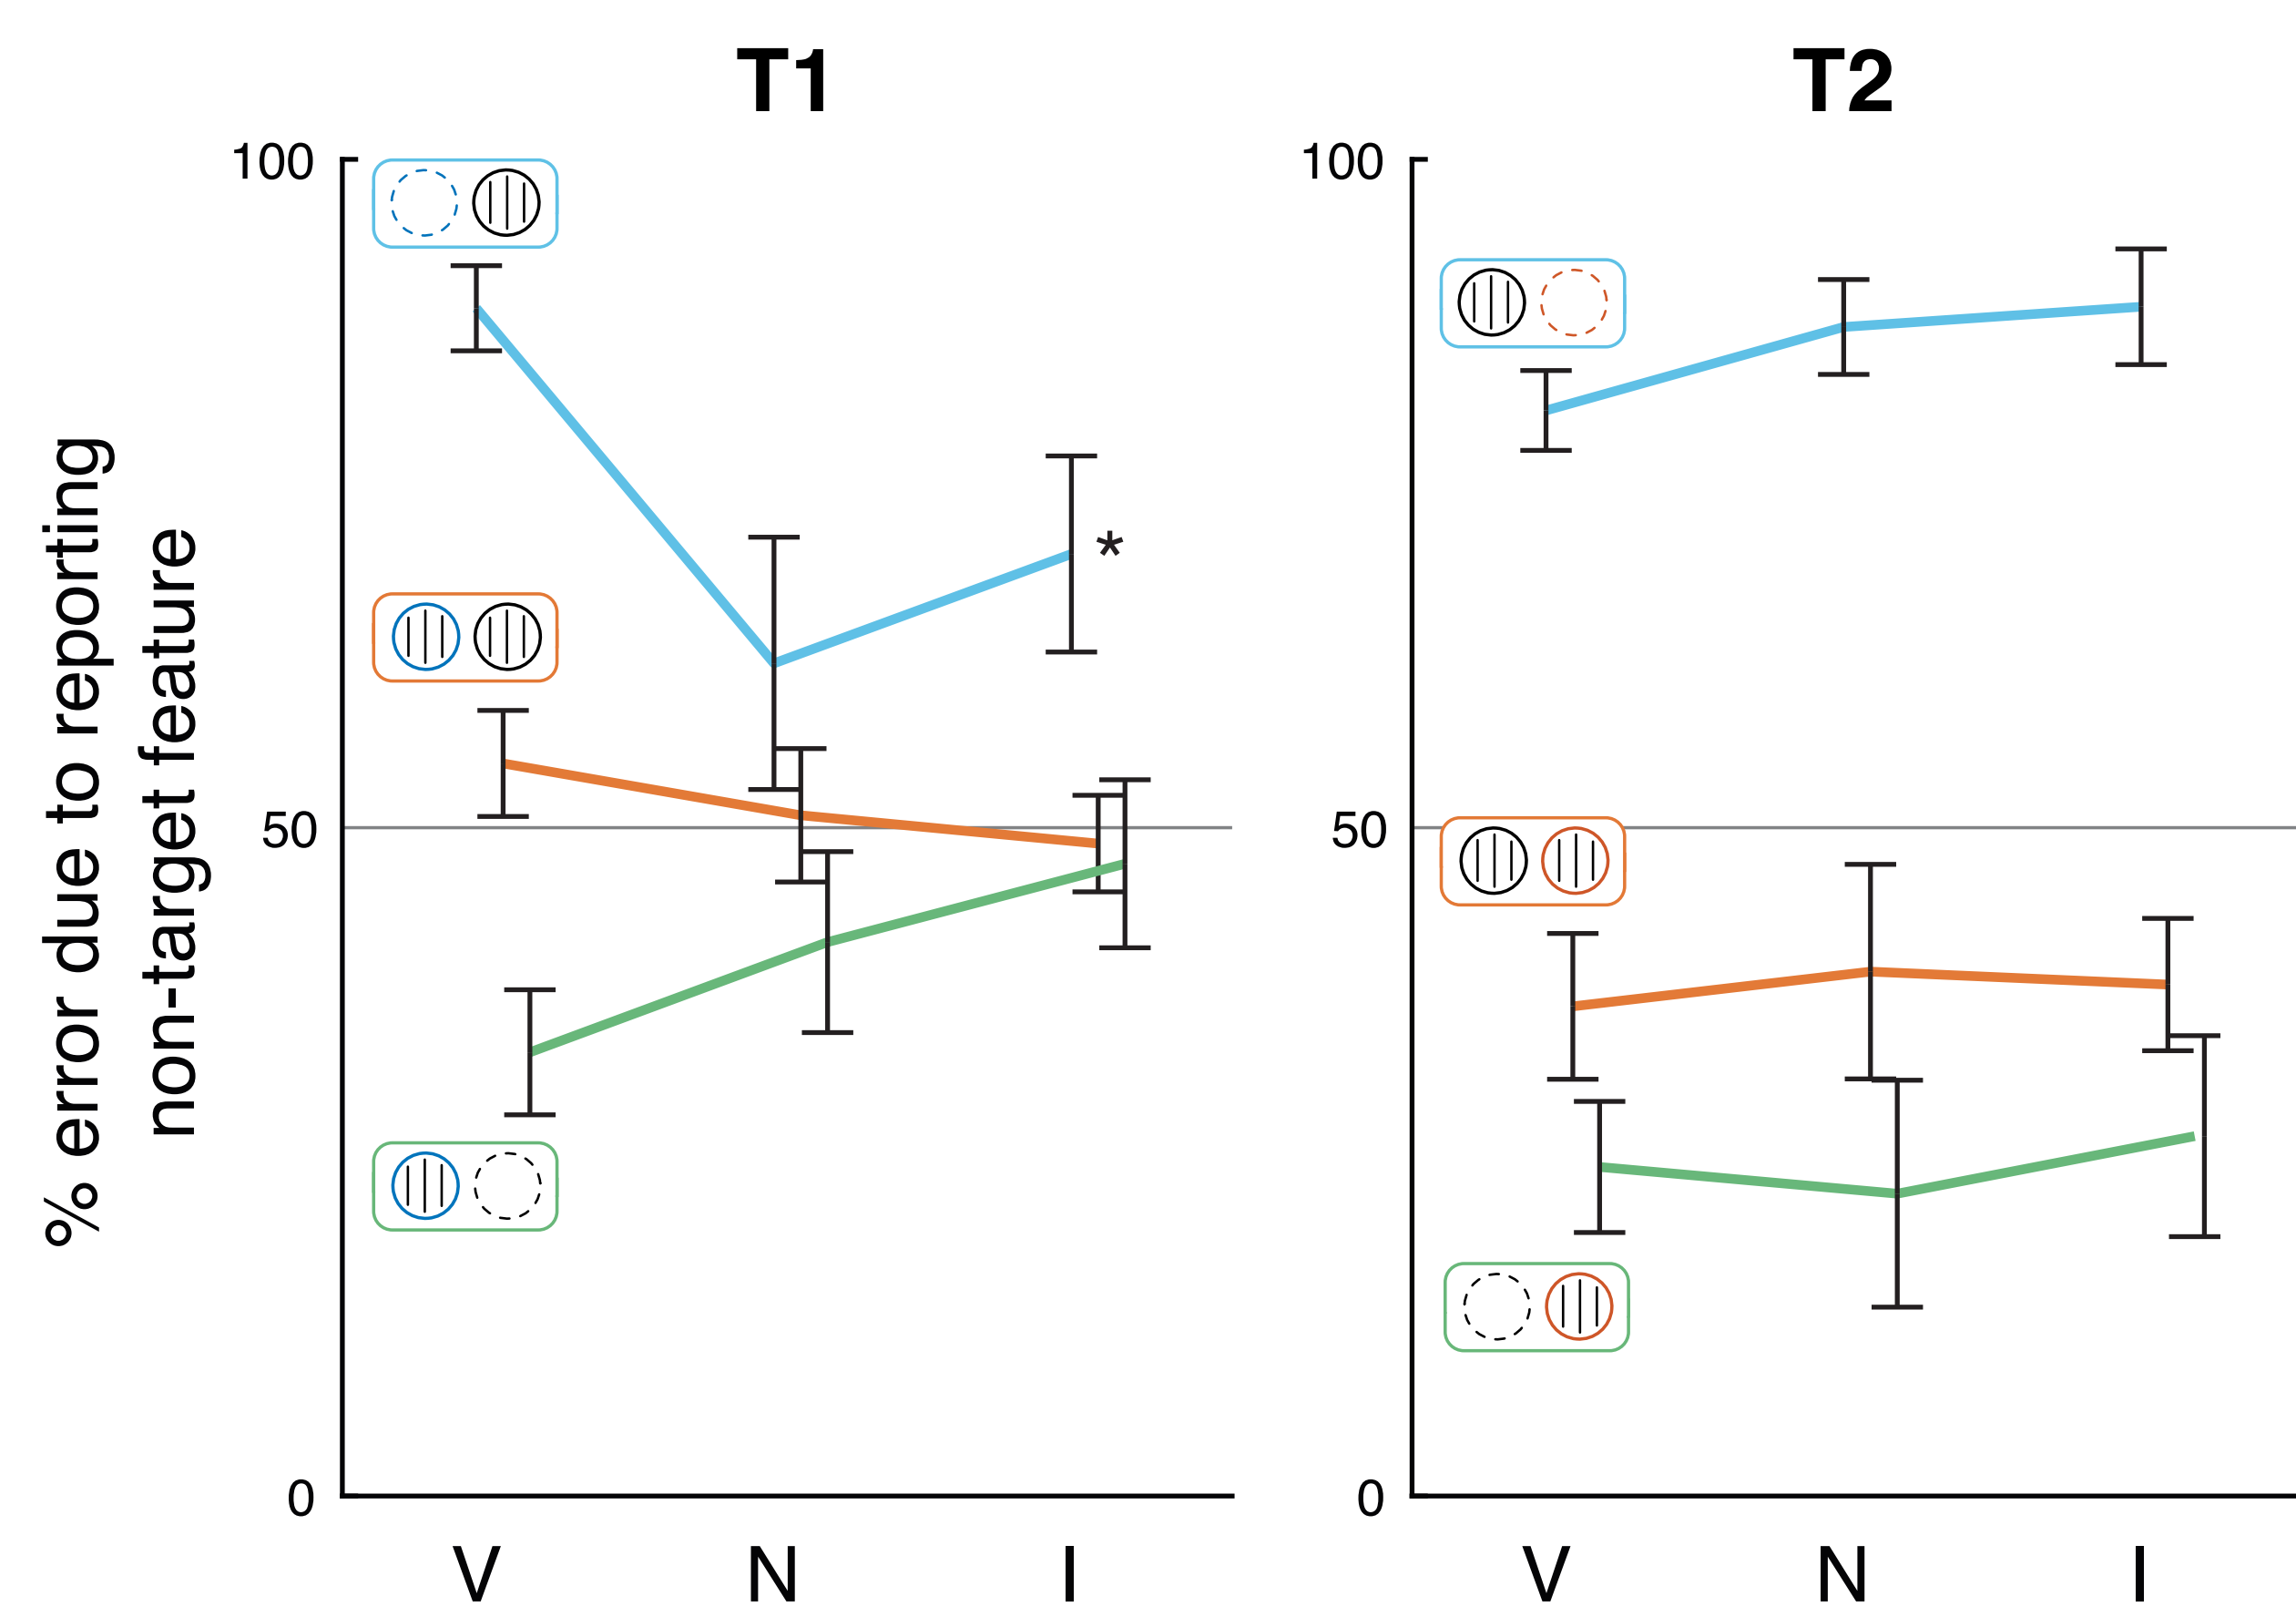 T1
T2
% error due to reporting
non-target feature
100
50
0
*
V N I
100
50
0
V N I